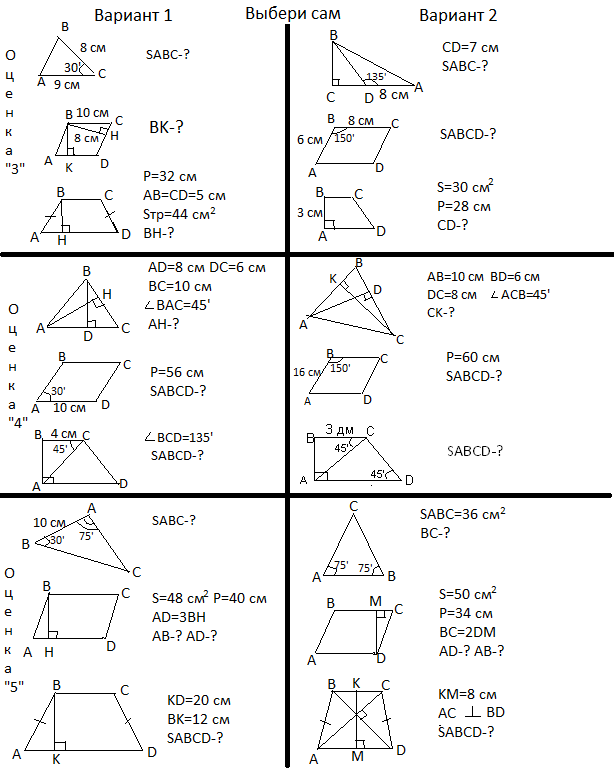 Вариант 1 Выбери сам Вариант 2
Оценка "3"
B
8 см
30'
A
C
9 см
SABC-?
10 см
B
C
8 см
H
A
K
D
BK-?
B
C
A
H
D
P=32 см
AB=CD=5 см
Sтр=44 см²
BH-?
B
135'
C
D
8 см
A
CD=7 см
SABC-?
B
8 см
C
6 см
150'
A
D
SABCD-?
B
C
3 см
A
D
S=30 см²
P=28 см
CD-?
Оценка "4"
B
H
A
D
C
AD=8 см DC=6 см
BC=10 см
∠BAC=45'
AH-?
B
C
30'
A
10 см
D
P=56 см
SABCD-?
B
4 см
C
45'
A
D
∠BCD=135'
SABCD-?
B
K
D
A
C
AB=10 см BD=6 см
DC=8 см ∠ACB=45'
CK-?
B
C
150'
16 см
A
D
P=60 см
SABCD-?
3 дм
B
C
45'
45'
A
D
SABCD-?
Оценка "5"
A
10 см
75'
B
30'
C
SABC-?
B
C
A
H
D
S=48 см² P=40 см
AD=3BH
AB-? AD-?
B
C
A
K
D
KD=20 см
BK=12 см
SABCD-?
C
75'
75'
A
B
SABC=36 см²
BC-?
B
M
C
A
D
S=50 см²
P=34 см
BC=2DM
AD-? AB-?
B
K
C
A
M
D
KM=8 см
AC ⊥ BD
SABCD-?